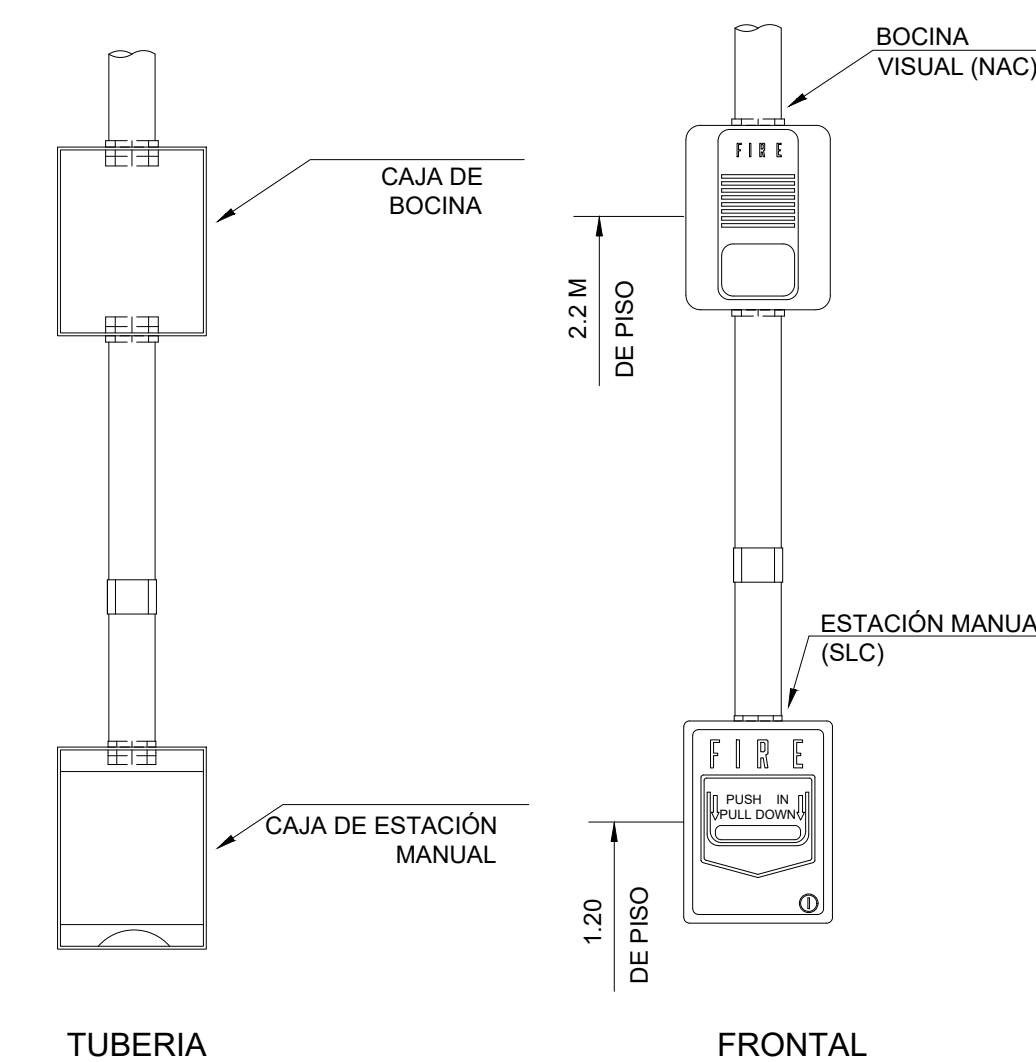 BOCINA
VISUAL (NAC)
FIRE
CAJA DE
BOCINA
2.2 M
DE PISO
ESTACIÓN MANUA
(SLC)
FIRE
PUSH IN
PULL DOWN
CAJA DE ESTACIÓN
MANUAL
1.20
DE PISO
TUBERIA
FRONTAL